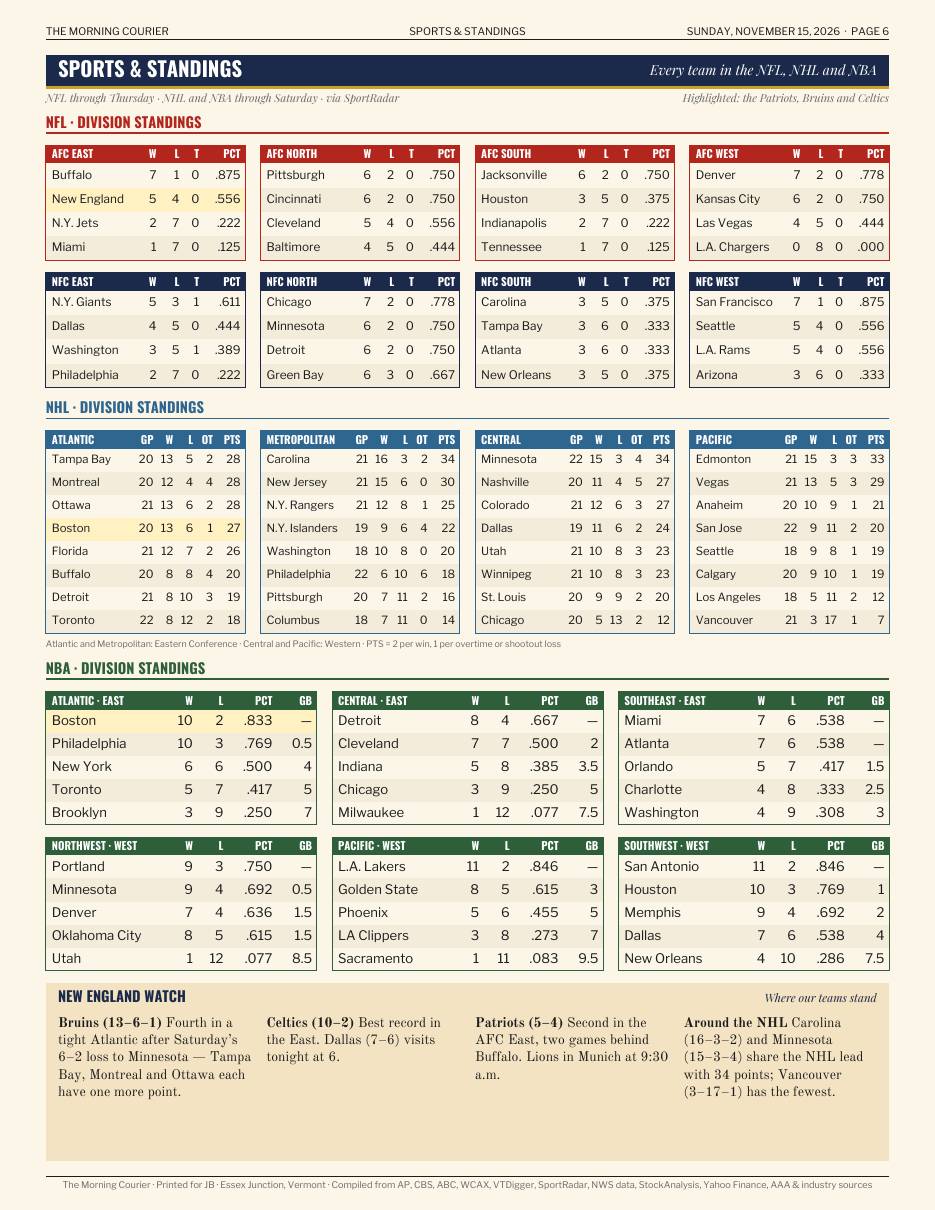 THE MORNING COURIER SPORTS & STANDINGS SUNDAY, NOVEMBER 15, 2026 · PAGE 6
SPORTS & STANDINGS Every team in the NFL, NHL and NBA
NFL through Thursday · NHL and NBA through Saturday · via SportRadar Highlighted: the Patriots, Bruins and Celtics
NFL · DIVISION STANDINGS
AFC EAST W L T PCT
Buffalo 7 1 0 .875
New England 5 4 0 .556
N.Y. Jets 2 7 0 .222
Miami 1 7 0 .125
AFC NORTH W L T PCT
Pittsburgh 6 2 0 .750
Cincinnati 6 2 0 .750
Cleveland 5 4 0 .556
Baltimore 4 5 0 .444
AFC SOUTH W L T PCT
Jacksonville 6 2 0 .750
Houston 3 5 0 .375
Indianapolis 2 7 0 .222
Tennessee 1 7 0 .125
AFC WEST W L T PCT
Denver 7 2 0 .778
Kansas City 6 2 0 .750
Las Vegas 4 5 0 .444
L.A. Chargers 0 8 0 .000
NFC EAST W L T PCT
N.Y. Giants 5 3 1 .611
Dallas 4 5 0 .444
Washington 3 5 1 .389
Philadelphia 2 7 0 .222
NFC NORTH W L T PCT
Chicago 7 2 0 .778
Minnesota 6 2 0 .750
Detroit 6 2 0 .750
Green Bay 6 3 0 .667
NFC SOUTH W L T PCT
Carolina 3 5 0 .375
Tampa Bay 3 6 0 .333
Atlanta 3 6 0 .333
New Orleans 3 5 0 .375
NFC WEST W L T PCT
San Francisco 7 1 0 .875
Seattle 5 4 0 .556
L.A. Rams 5 4 0 .556
Arizona 3 6 0 .333
NHL · DIVISION STANDINGS
ATLANTIC GP W L OT PTS
Tampa Bay 20 13 5 2 28
Montreal 20 12 4 4 28
Ottawa 21 13 6 2 28
Boston 20 13 6 1 27
Florida 21 12 7 2 26
Buffalo 20 8 8 4 20
Detroit 21 8 10 3 19
Toronto 22 8 12 2 18
METROPOLITAN GP W L OT PTS
Carolina 21 16 3 2 34
New Jersey 21 15 6 0 30
N.Y. Rangers 21 12 8 1 25
N.Y. Islanders 19 9 6 4 22
Washington 18 10 8 0 20
Philadelphia 22 6 10 6 18
Pittsburgh 20 7 11 2 16
Columbus 18 7 11 0 14
CENTRAL GP W L OT PTS
Minnesota 22 15 3 4 34
Nashville 20 11 4 5 27
Colorado 21 12 6 3 27
Dallas 19 11 6 2 24
Utah 21 10 8 3 23
Winnipeg 21 10 8 3 23
St. Louis 20 9 9 2 20
Chicago 20 5 13 2 12
PACIFIC GP W L OT PTS
Edmonton 21 15 3 3 33
Vegas 21 13 5 3 29
Anaheim 20 10 9 1 21
San Jose 22 9 11 2 20
Seattle 18 9 8 1 19
Calgary 20 9 10 1 19
Los Angeles 18 5 11 2 12
Vancouver 21 3 17 1 7
Atlantic and Metropolitan: Eastern Conference · Central and Pacific: Western · PTS = 2 per win, 1 per overtime or shootout loss
NBA · DIVISION STANDINGS
ATLANTIC · EAST W L PCT GB
Boston 10 2 .833 —
Philadelphia 10 3 .769 0.5
New York 6 6 .500 4
Toronto 5 7 .417 5
Brooklyn 3 9 .250 7
CENTRAL · EAST W L PCT GB
Detroit 8 4 .667 —
Cleveland 7 7 .500 2
Indiana 5 8 .385 3.5
Chicago 3 9 .250 5
Milwaukee 1 12 .077 7.5
SOUTHEAST · EAST W L PCT GB
Miami 7 6 .538 —
Atlanta 7 6 .538 —
Orlando 5 7 .417 1.5
Charlotte 4 8 .333 2.5
Washington 4 9 .308 3
NORTHWEST · WEST W L PCT GB
Portland 9 3 .750 —
Minnesota 9 4 .692 0.5
Denver 7 4 .636 1.5
Oklahoma City 8 5 .615 1.5
Utah 1 12 .077 8.5
PACIFIC · WEST W L PCT GB
L.A. Lakers 11 2 .846 —
Golden State 8 5 .615 3
Phoenix 5 6 .455 5
LA Clippers 3 8 .273 7
Sacramento 1 11 .083 9.5
SOUTHWEST · WEST W L PCT GB
San Antonio 11 2 .846 —
Houston 10 3 .769 1
Memphis 9 4 .692 2
Dallas 7 6 .538 4
New Orleans 4 10 .286 7.5
NEW ENGLAND WATCH Where our teams stand
Bruins (13–6–1) Fourth in a
tight Atlantic after Saturday's
6–2 loss to Minnesota — Tampa
Bay, Montreal and Ottawa each
have one more point.
Celtics (10–2) Best record in
the East. Dallas (7–6) visits
tonight at 6.
Patriots (5–4) Second in the
AFC East, two games behind
Buffalo. Lions in Munich at 9:30
a.m.
Around the NHL Carolina
(16–3–2) and Minnesota
(15–3–4) share the NHL lead
with 34 points; Vancouver
(3–17–1) has the fewest.
The Morning Courier · Printed for JB · Essex Junction, Vermont · Compiled from AP, CBS, ABC, WCAX, VTDigger, SportRadar, NWS data, StockAnalysis, Yahoo Finance, AAA & industry sources